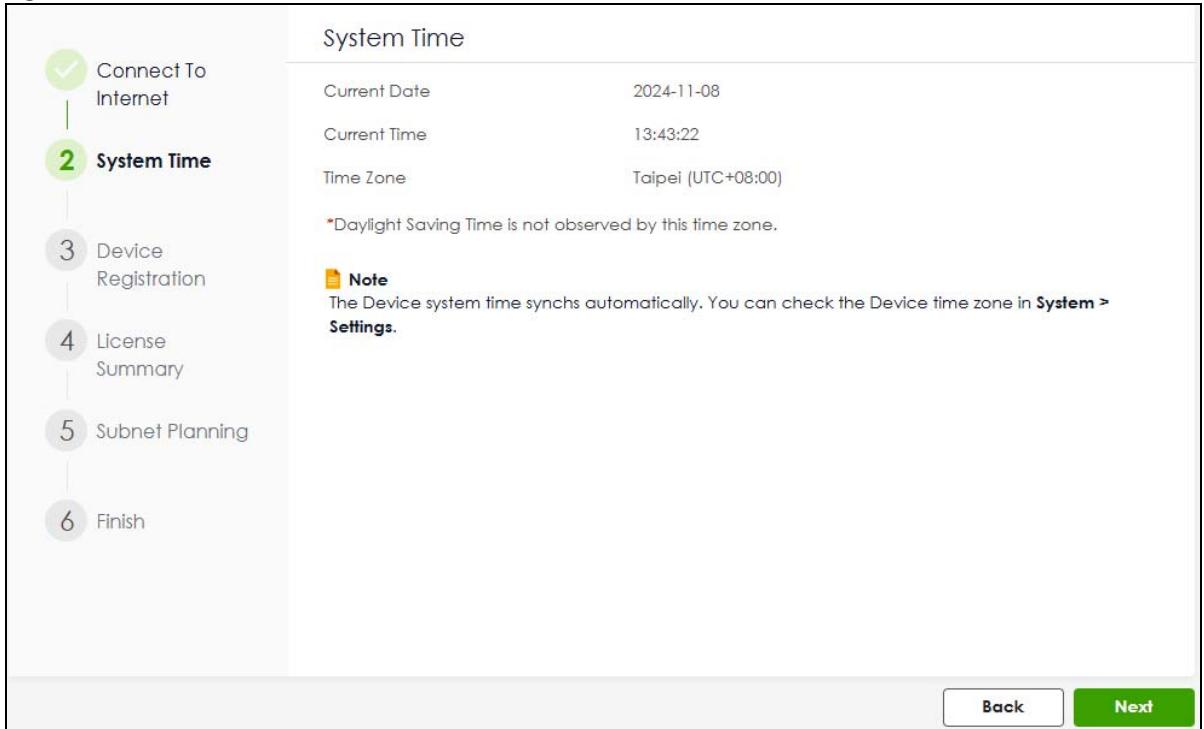 System Time
Connect To
Internet
2 System Time
3 Device
Registration
4 License
Summary
5 Subnet Planning
6 Finish
Current Date 2024-11-08
Current Time 13:43:22
Time Zone Taipei (UTC+08:00)
*Daylight Saving Time is not observed by this time zone.
Note
The Device system time synchs automatically. You can check the Device time zone in System >
Settings.
Back Next